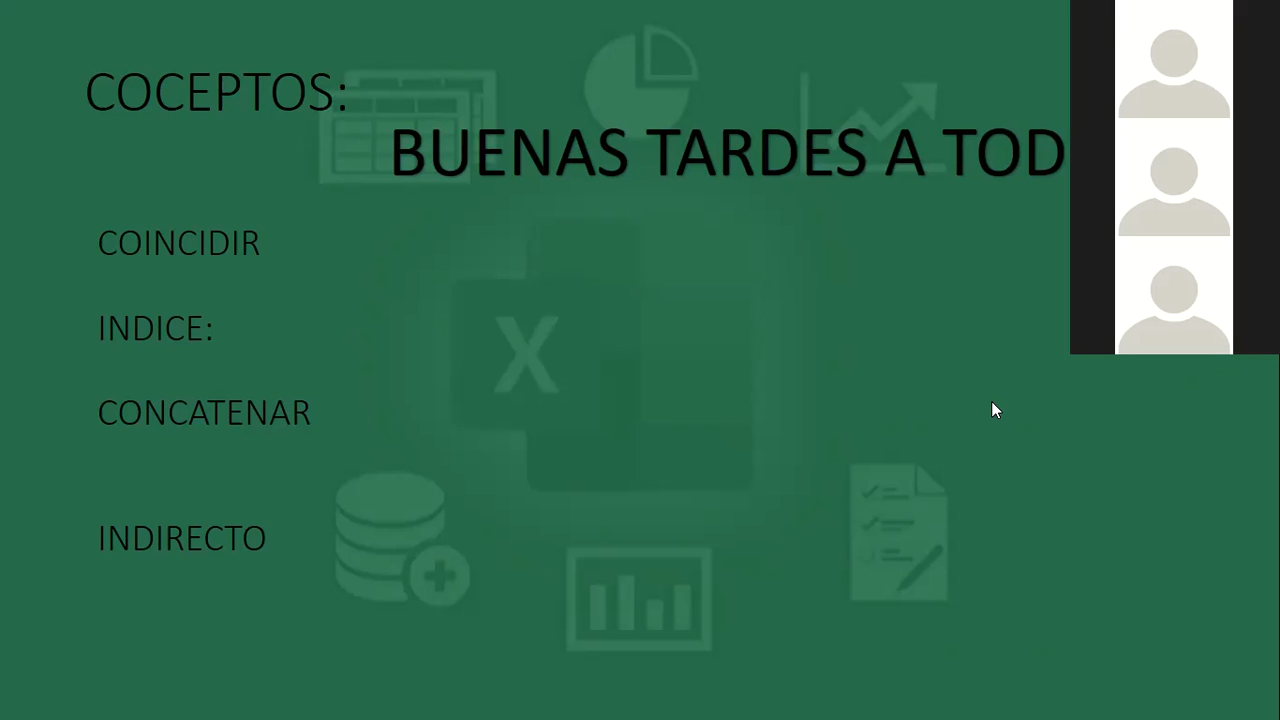 COCEPTOS:
BUENAS TARDES A TOD
COINCIDIR
INDICE:
CONCATENAR
INDIRECTO
X